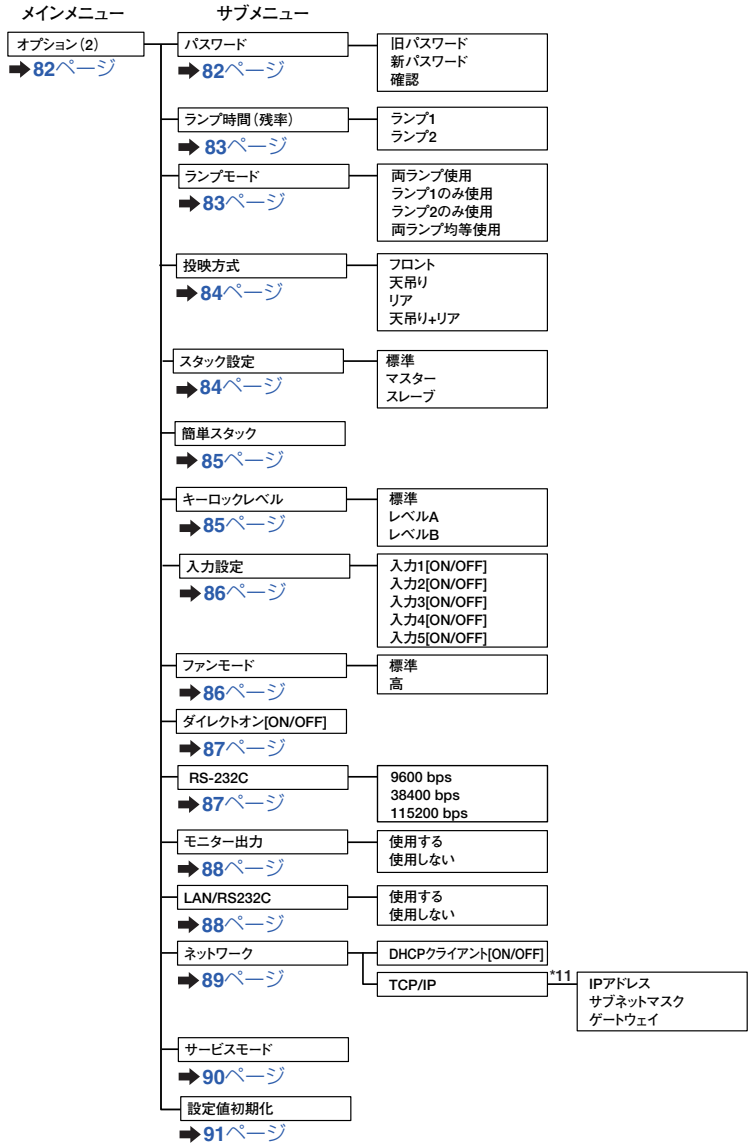 メインメニュー
サブメニュー
オプション(2)
➡82ページ
パスワード
➡82ページ
旧パスワード
新パスワード
確認
ランプ時間(残率)
➡83ページ
ランプ1
ランプ2
ランプモード
➡83ページ
両ランプ使用
ランプ1のみ使用
ランプ2のみ使用
両ランプ均等使用
投映方式
➡84ページ
フロント
天吊り
リア
天吊り+リア
スタック設定
➡84ページ
標準
マスター
スレーブ
簡単スタック
➡85ページ
キーロックレベル
➡85ページ
標準
レベルA
レベルB
入力設定
➡86ページ
入力1[ON/OFF]
入力2[ON/OFF]
入力3[ON/OFF]
入力4[ON/OFF]
入力5[ON/OFF]
ファンモード
➡86ページ
標準
高
ダイレクトオン[ON/OFF]
➡87ページ
RS-232C
➡87ページ
9600 bps
38400 bps
115200 bps
モニター出力
➡88ページ
使用する
使用しない
LAN/RS232C
➡88ページ
使用する
使用しない
ネットワーク
➡89ページ
DHCPクライアント[ON/OFF]
TCP/IP
*11
IPアドレス
サブネットマスク
ゲートウェイ
サービスモード
➡90ページ
設定値初期化
➡91ページ